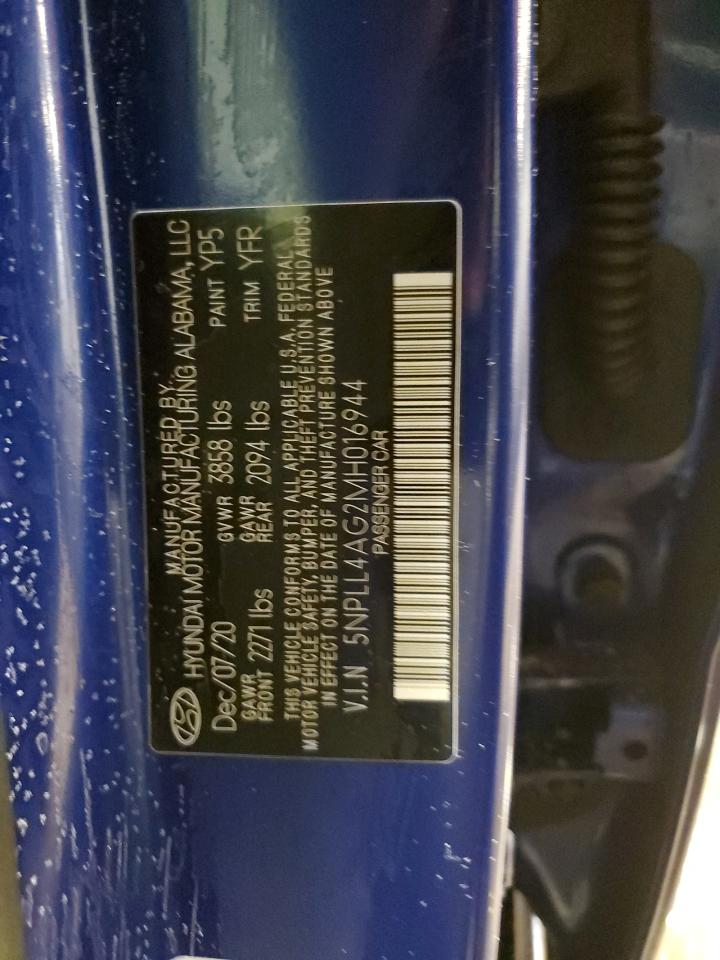 MANUFACTURED BY
HYUNDAI MOTOR MANUFACTURING ALABAMA, LLC
Dec/07/20 GVWR 3858 lbs PAINT YP5
GAWR FRONT 2271 lbs GAWR REAR 2094 lbs TRIM YFR
THIS VEHICLE CONFORMS TO ALL APPLICABLE U.S.A. FEDERAL
MOTOR VEHICLE SAFETY, BUMPER, AND THEFT PREVENTION STANDARDS
IN EFFECT ON THE DATE OF MANUFACTURE SHOWN ABOVE
V.I.N 5NPLL4AG2MH016944
PASSENGER CAR